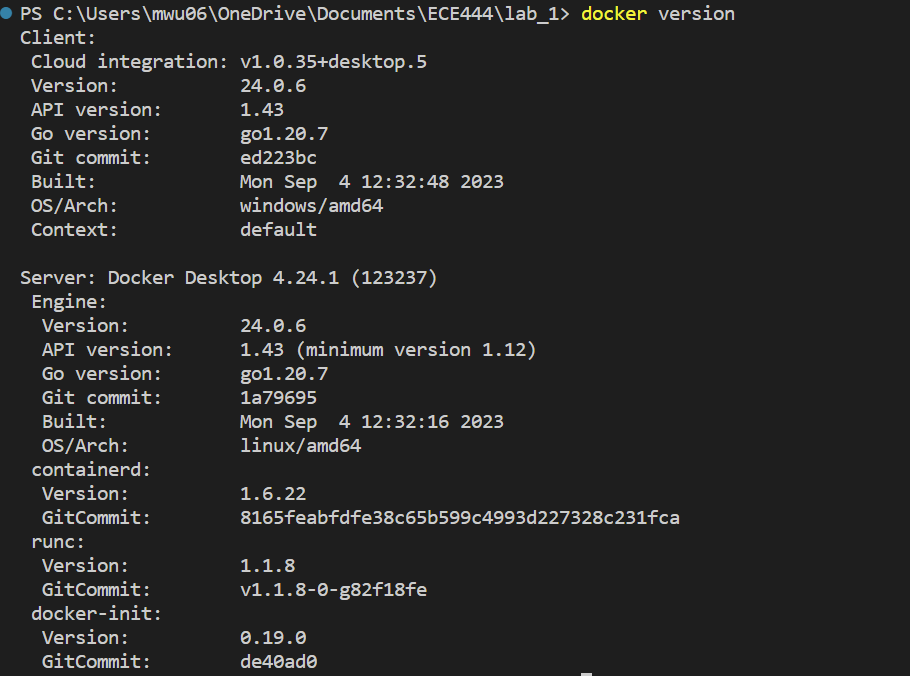 PS C:\Users\mwu06\OneDrive\Documents\ECE444\lab_1> docker version
Client:
 Cloud integration: v1.0.35+desktop.5
 Version:           24.0.6
 API version:       1.43
 Go version:        go1.20.7
 Git commit:        ed223bc
 Built:             Mon Sep  4 12:32:48 2023
 OS/Arch:           windows/amd64
 Context:           default

Server: Docker Desktop 4.24.1 (123237)
 Engine:
  Version:          24.0.6
  API version:      1.43 (minimum version 1.12)
  Go version:       go1.20.7
  Git commit:       1a79695
  Built:            Mon Sep  4 12:32:16 2023
  OS/Arch:          linux/amd64
 containerd:
  Version:          1.6.22
  GitCommit:        8165feabfdfe38c65b599c4993d227328c231fca
 runc:
  Version:          1.1.8
  GitCommit:        v1.1.8-0-g82f18fe
 docker-init:
  Version:          0.19.0
  GitCommit:        de40ad0